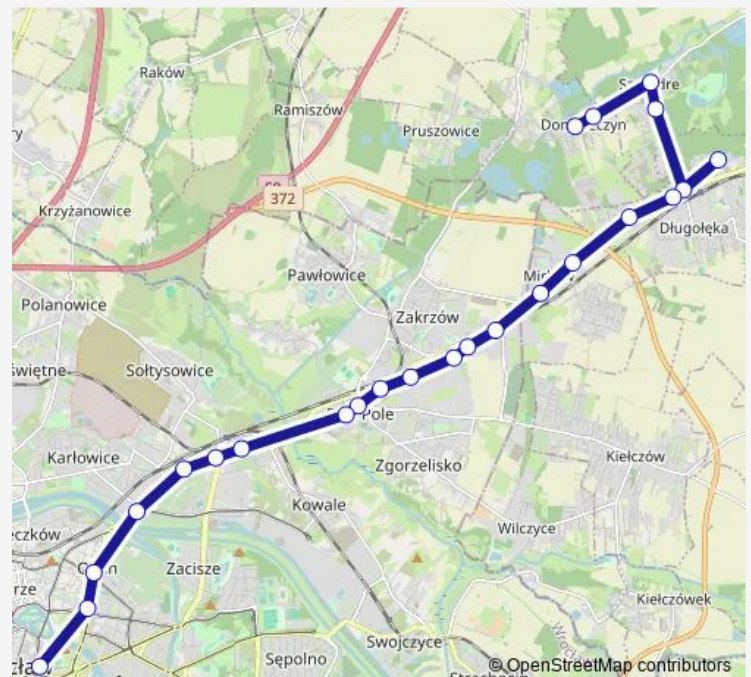 Raków
Ramiszów
Pruszowice
372
Krzyżanowice
Długołęka
Pawłowice
Polanowice
Zakrzów
Sołtysowice
Pole
Karłowice
Zgorzelisko
Kiełczów
Kowale
Wilczyce
Zacisze
Kiełczówek
Swojczyce
Sępolno
© OpenStreetMap contributors